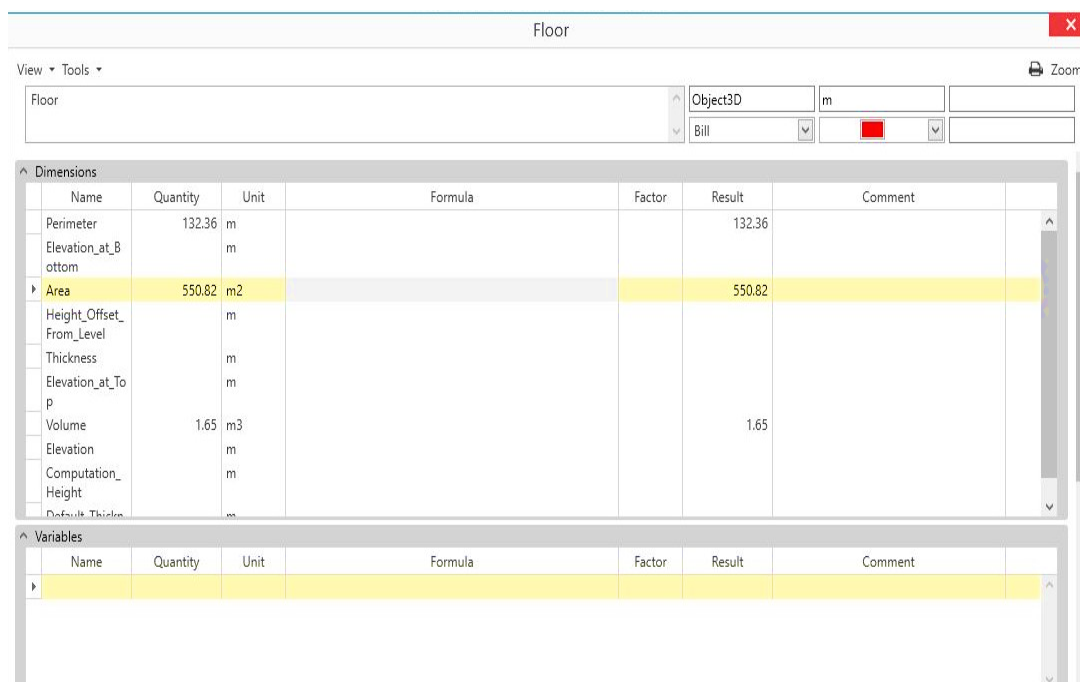 Floor
View Tools Zoom
Floor Object3D m
Bill
Dimensions
Name Quantity Unit Formula Factor Result Comment
Perimeter 132.36 m 132.36
Elevation_at_B m
ottom
Area 550.82 m2 550.82
Height_Offset_ m
From_Level
Thickness m
Elevation_at_To m
p
Volume 1.65 m3 1.65
Elevation m
Computation_ m
Height
Default_Thickn m
Variables
Name Quantity Unit Formula Factor Result Comment